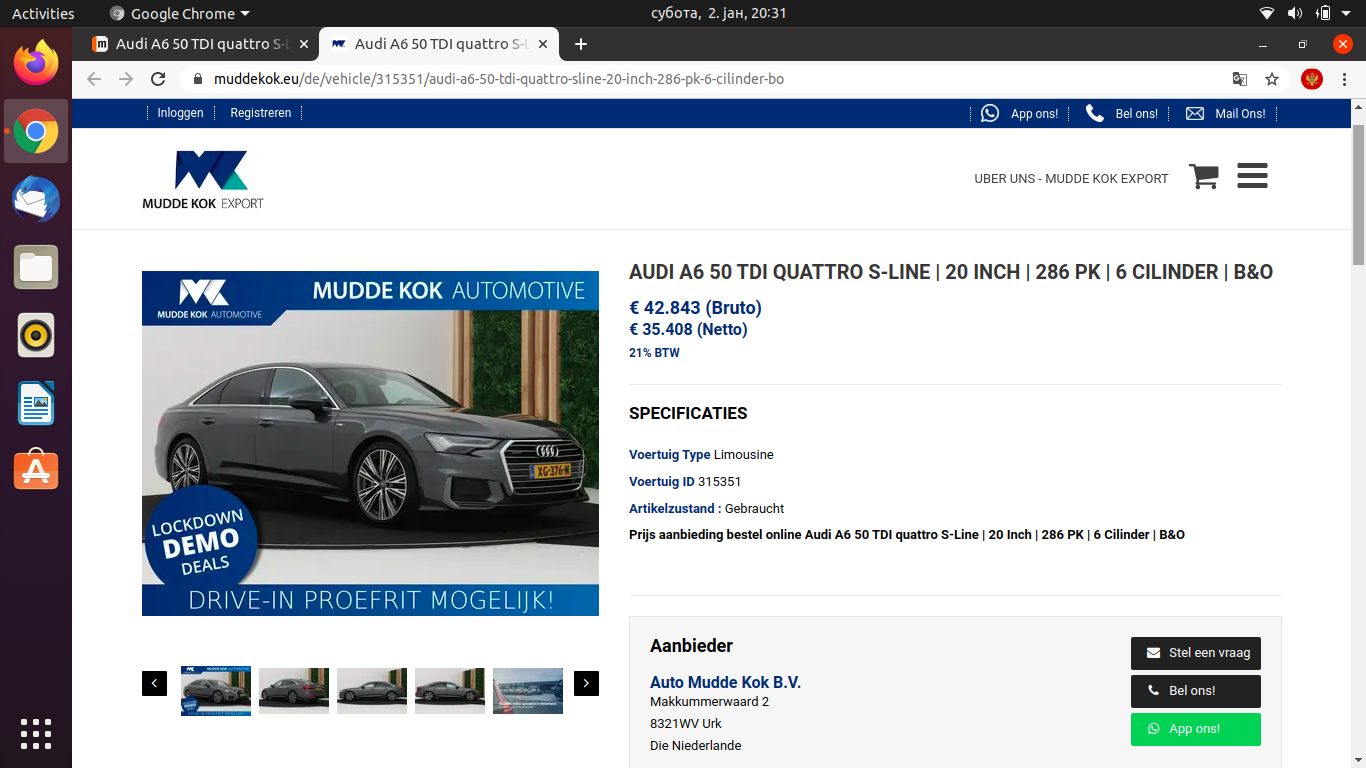 Activities
Google Chrome
субота, 2. јан, 20:31
Audi A6 50 TDI quattro S-L
Audi A6 50 TDI quattro S-L
muddekok.eu/de/vehicle/315351/audi-a6-50-tdi-quattro-sline-20-inch-286-pk-6-cilinder-bo
Inloggen
Registreren
App ons!
Bel ons!
Mail Ons!
MUDDE KOK EXPORT
UBER UNS - MUDDE KOK EXPORT
MUDDE KOK AUTOMOTIVE
MUDDE KOK AUTOMOTIVE
XG-376-N
LOCKDOWN
DEMO
DEALS
DRIVE-IN PROEFRIT MOGELIJK!
AUDI A6 50 TDI QUATTRO S-LINE | 20 INCH | 286 PK | 6 CILINDER | B&O
€ 42.843 (Bruto)
€ 35.408 (Netto)
21% BTW
SPECIFICATIES
Voertuig Type Limousine
Voertuig ID 315351
Artikelzustand : Gebraucht
Prijs aanbieding bestel online Audi A6 50 TDI quattro S-Line | 20 Inch | 286 PK | 6 Cilinder | B&O
Aanbieder
Auto Mudde Kok B.V.
Makkummerwaard 2
8321WV Urk
Die Niederlande
Stel een vraag
Bel ons!
App ons!